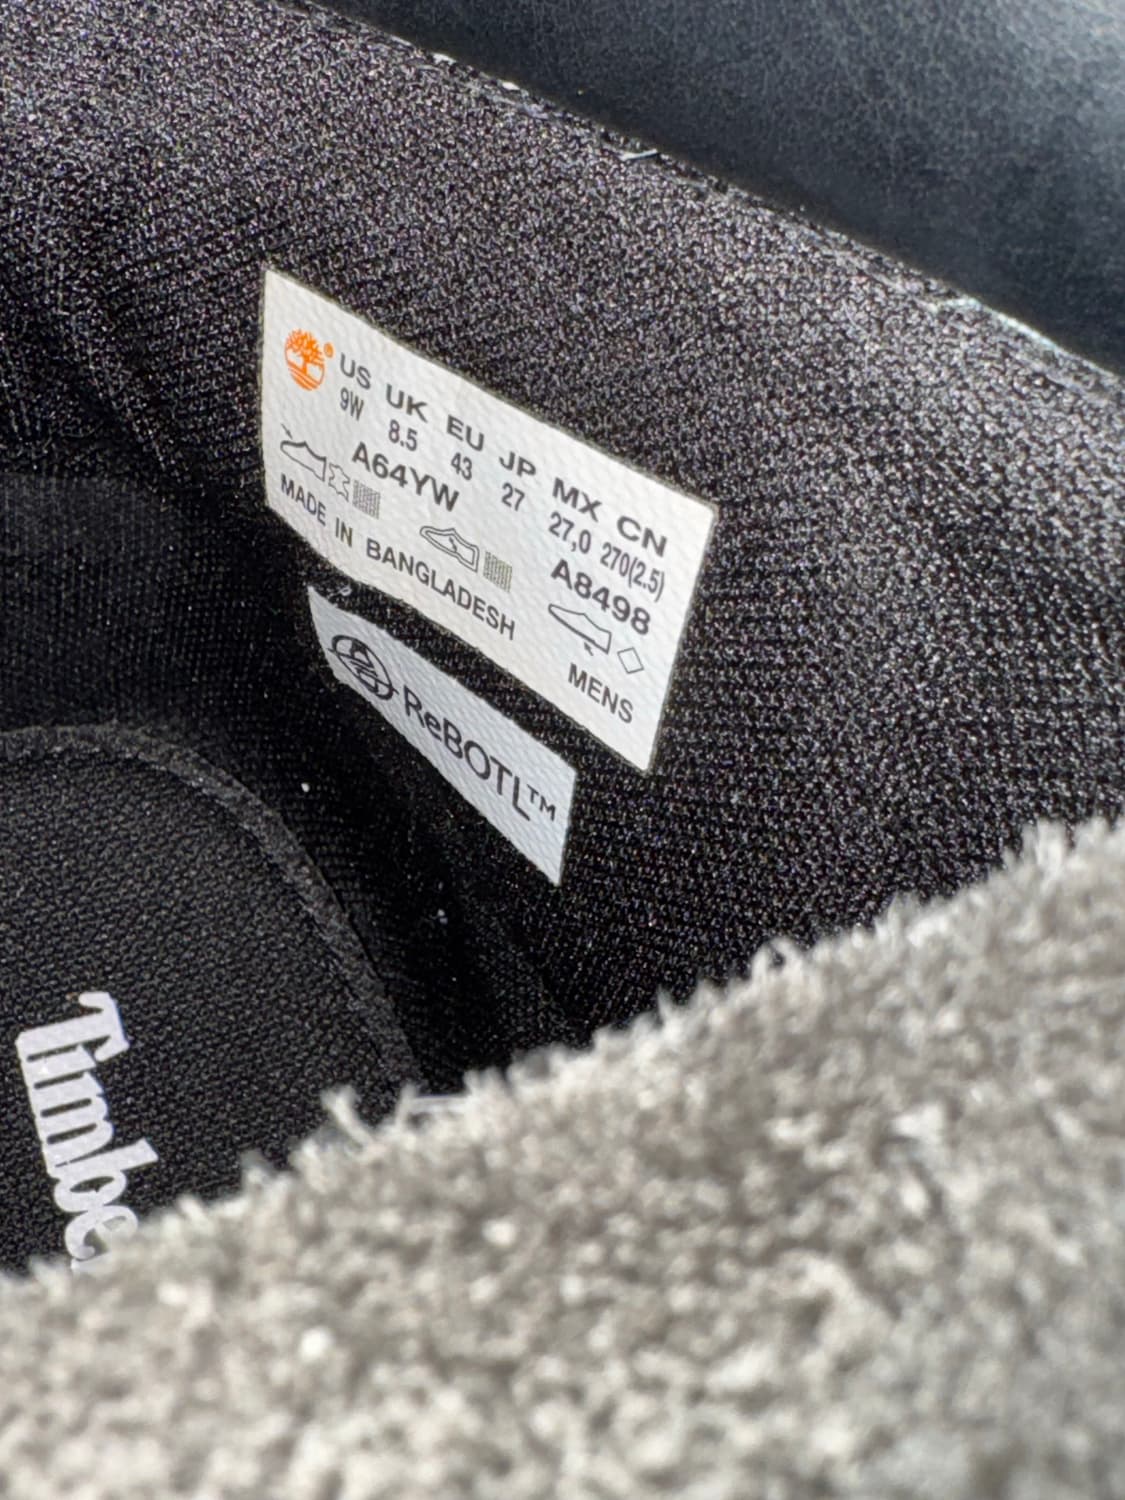 ® US UK EU JP MX CN
9W 8.5 43 27 27,0 270(2.5)
A64YW A8498
MADE IN BANGLADESH MENS
ReBOTL™
Timbe